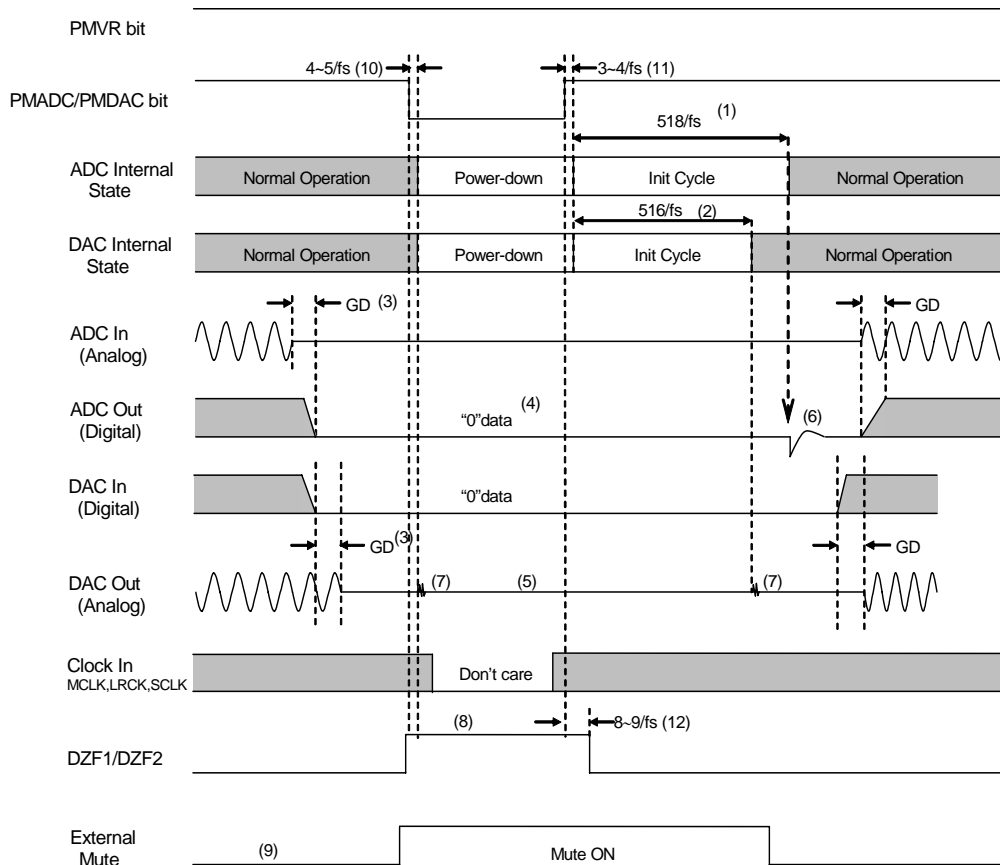 PMVR bit
4~5/fs (10)
3~4/fs (11)
PMADC/PMDAC bit
518/fs (1)
ADC Internal
State
Normal Operation
Power-down
Init Cycle
Normal Operation
516/fs (2)
DAC Internal
State
Normal Operation
Power-down
Init Cycle
Normal Operation
GD (3)
GD
ADC In
(Analog)
ADC Out
(Digital)
“0”data (4)
(6)
DAC In
(Digital)
“0”data
GD (3)
GD
DAC Out
(Analog)
(7)
(5)
(7)
Clock In
MCLK,LRCK,SCLK
Don’t care
(8)
8~9/fs (12)
DZF1/DZF2
External
Mute
(9)
Mute ON